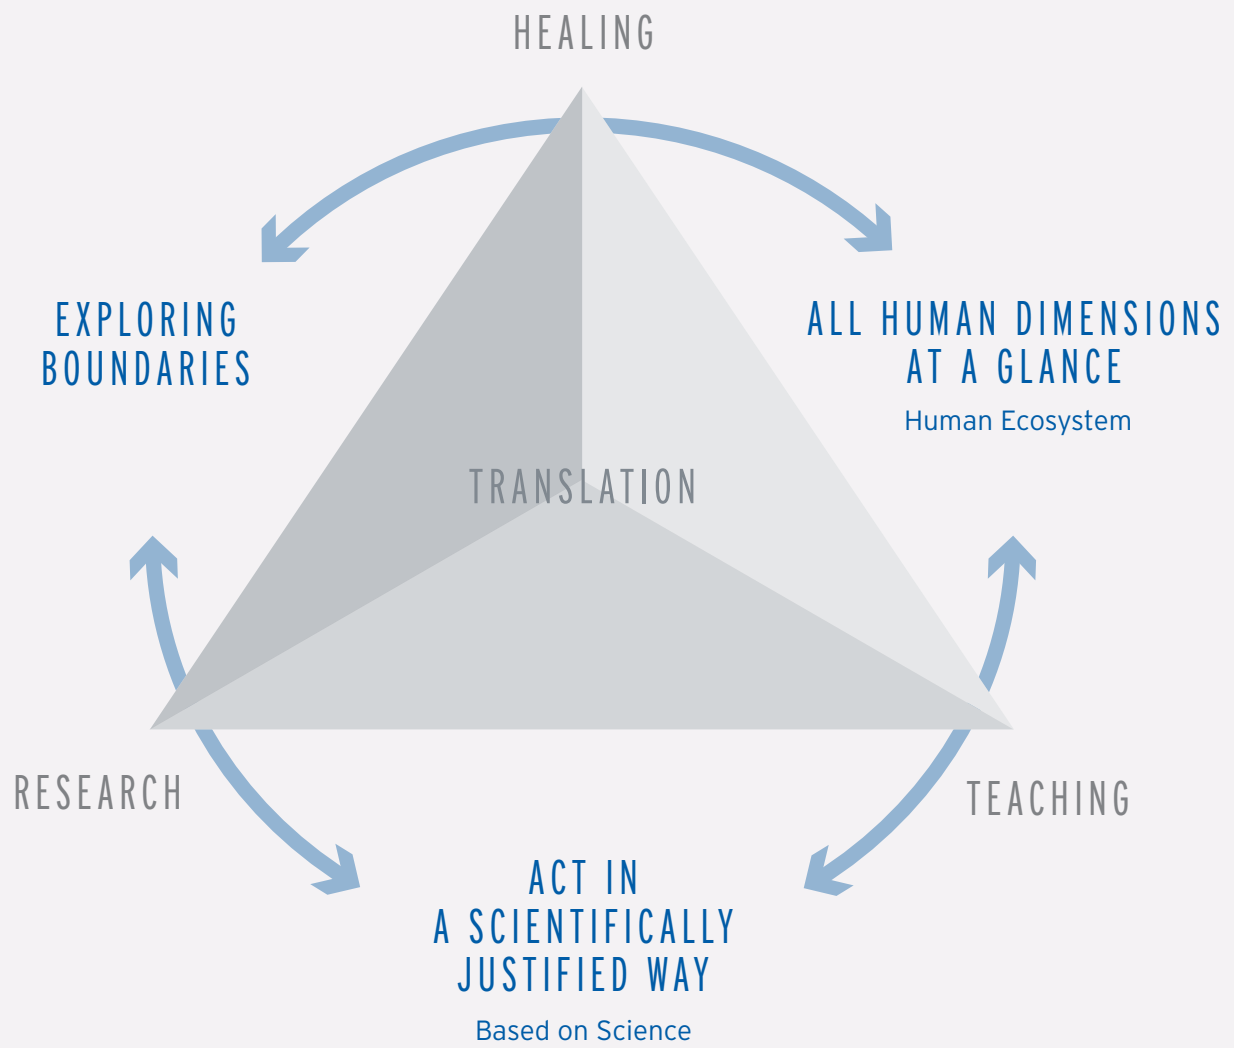 HEALING
EXPLORING
BOUNDARIES
ALL HUMAN DIMENSIONS
AT A GLANCE
Human Ecosystem
TRANSLATION
RESEARCH
TEACHING
ACT IN
A SCIENTIFICALLY
JUSTIFIED WAY
Based on Science